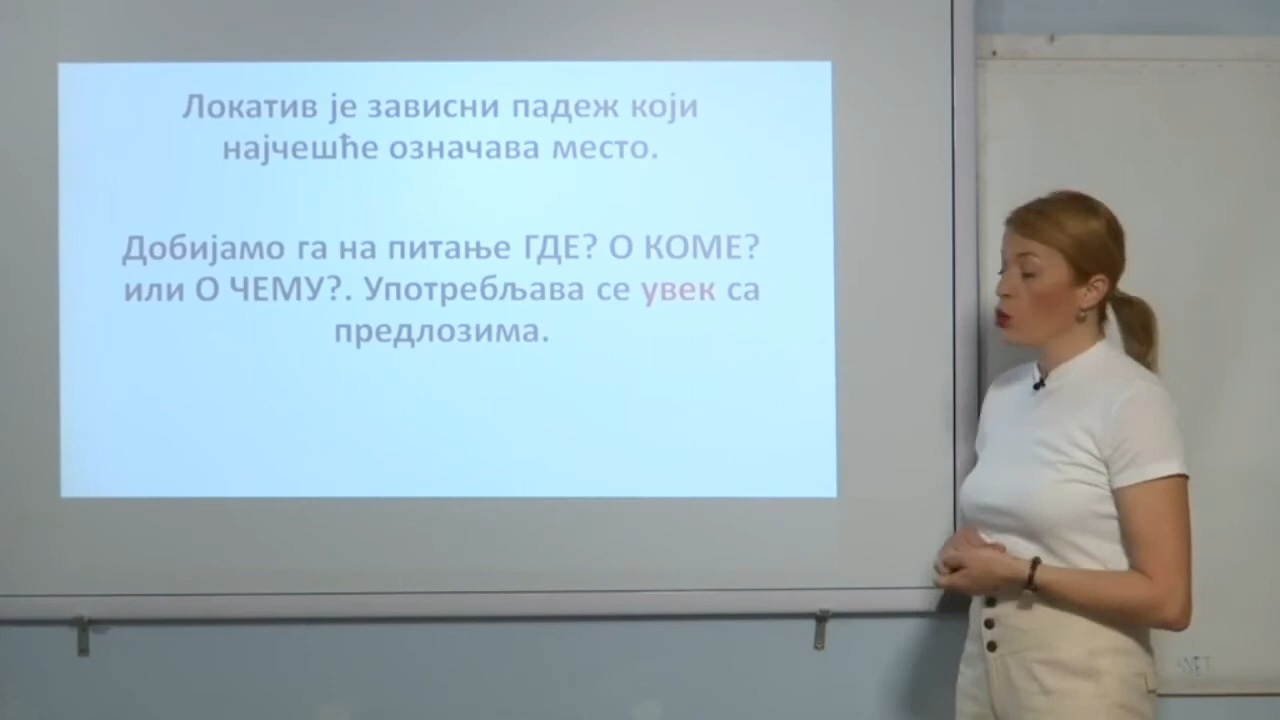 Локатив је зависни падеж који
најчешће означава место.
Добијамо га на питање ГДЕ? О КОМЕ?
или О ЧЕМУ?. Употребљава се увек са
предлозима.